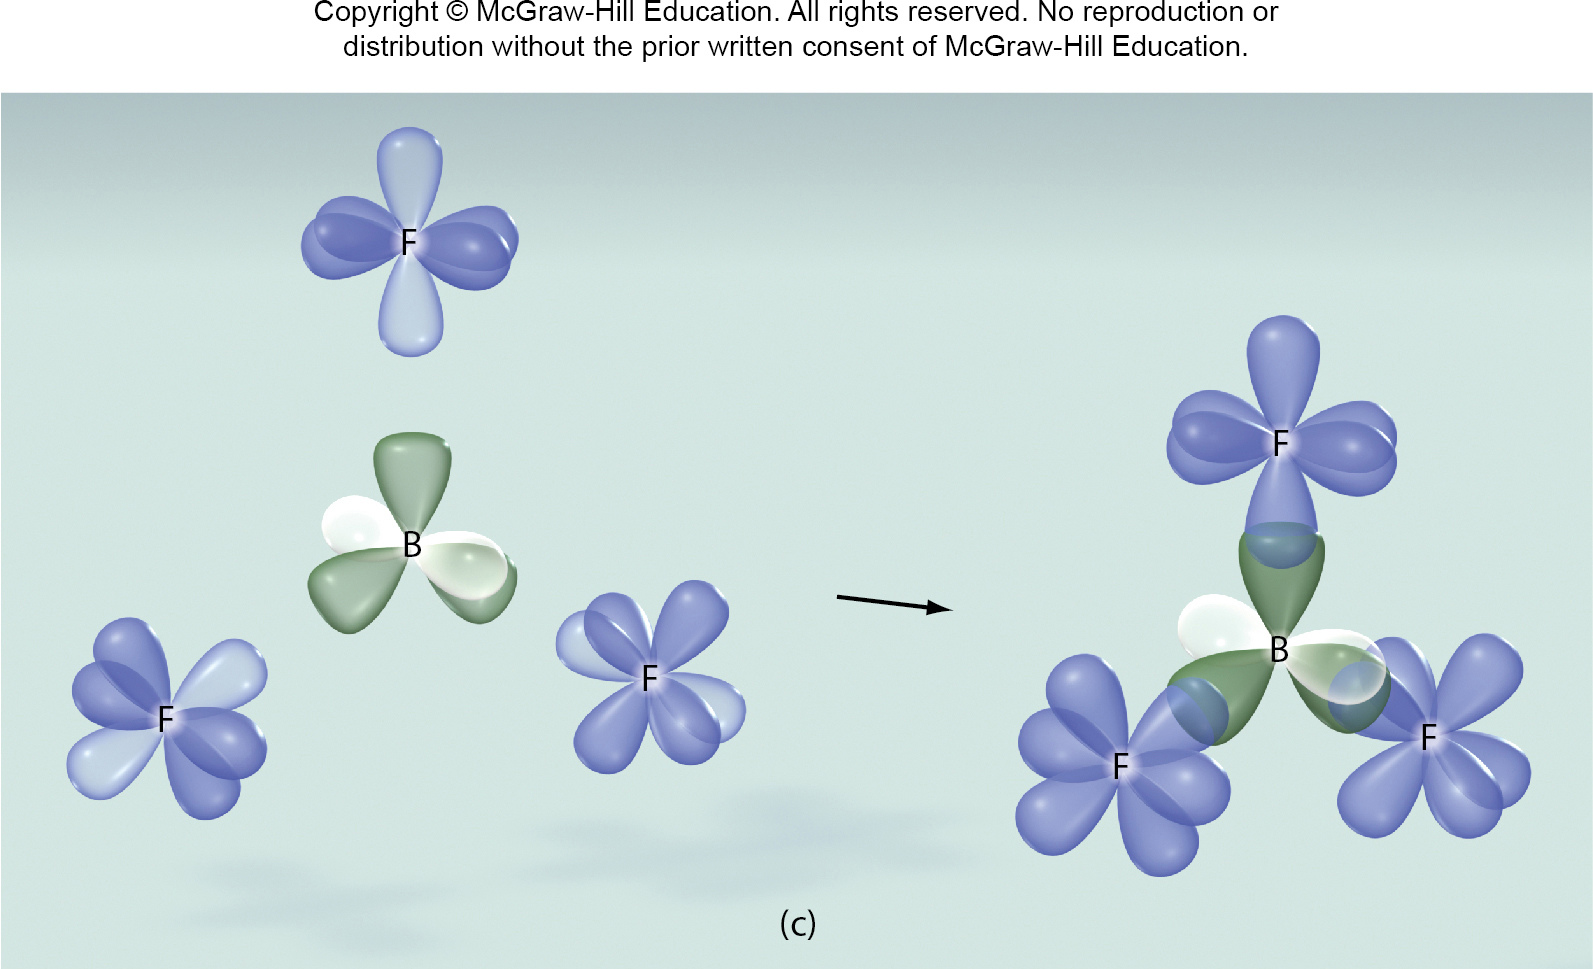 Copyright © McGraw-Hill Education. All rights reserved. No reproduction or
distribution without the prior written consent of McGraw-Hill Education.
F
F
B
B
F
F
F
F
(c)